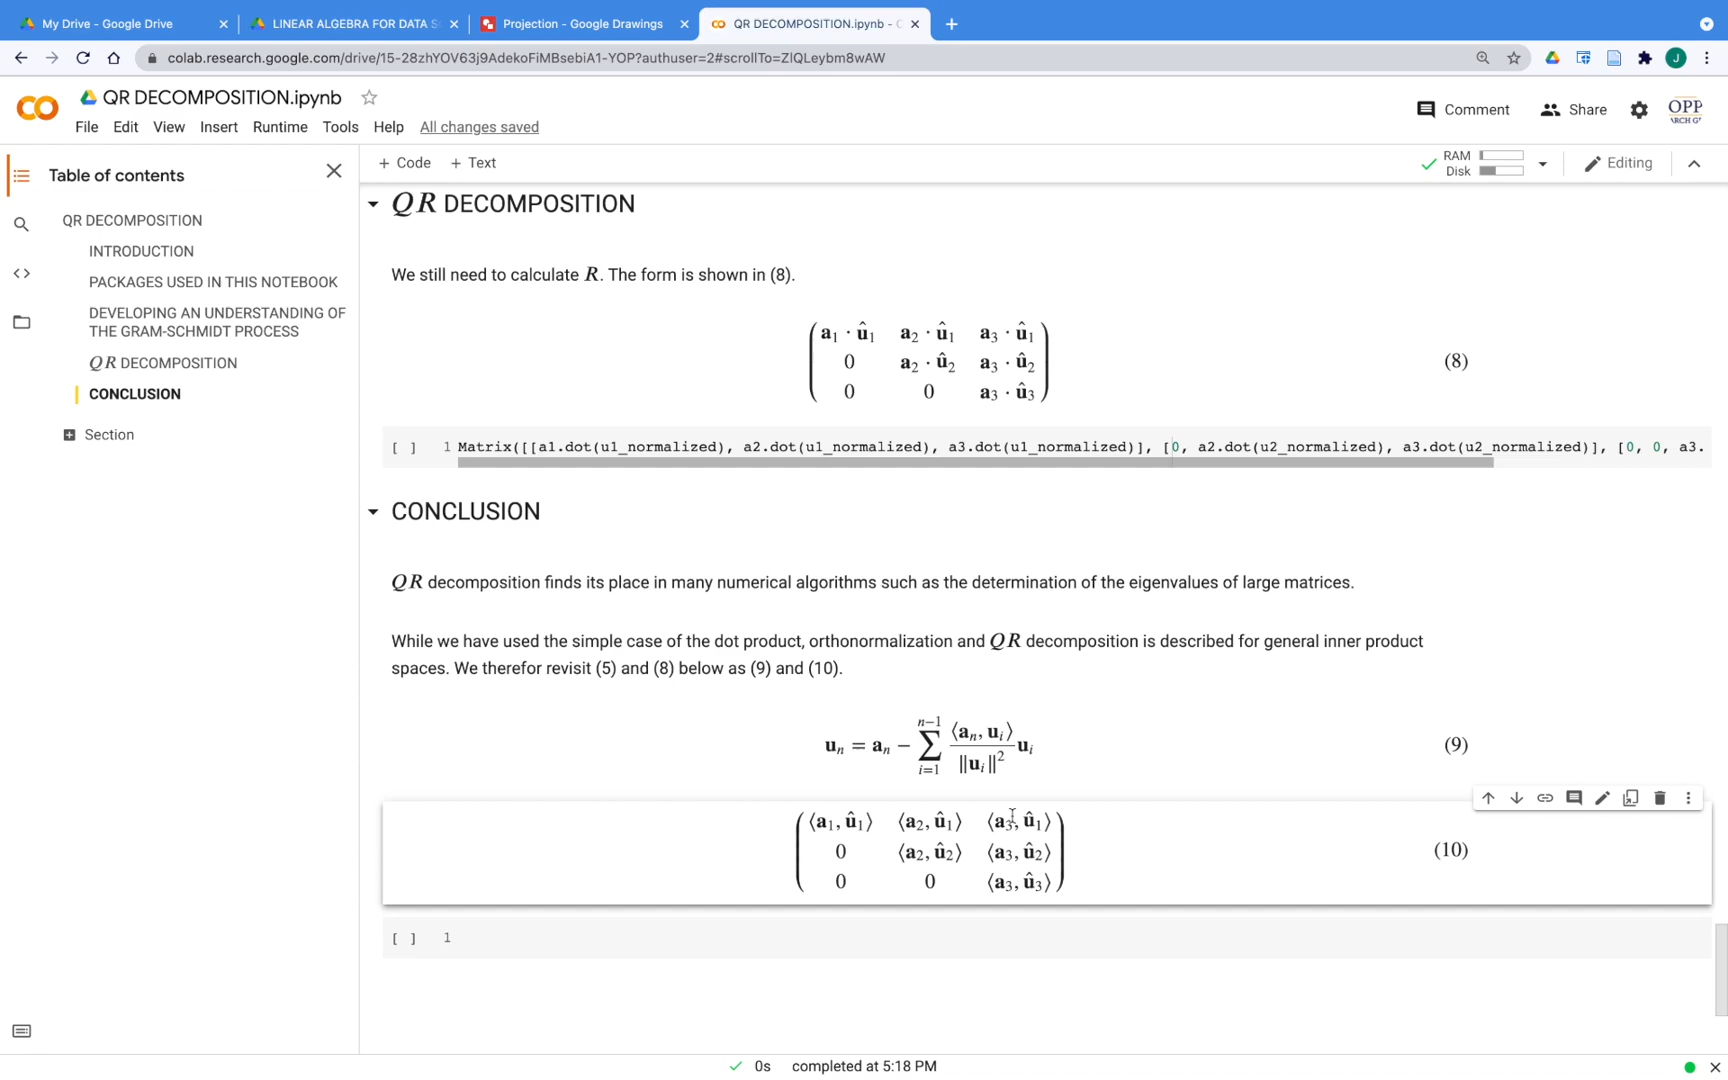 My Drive - Google Drive
LINEAR ALGEBRA FOR DATA S
Projection - Google Drawings
QR DECOMPOSITION.ipynb - C
colab.research.google.com/drive/15-28zhYOV63j9AdekoFiMBsebiA1-YOP?authuser=2#scrollTo=ZlQLeybm8wAW
J
QR DECOMPOSITION.ipynb
File Edit View Insert Runtime Tools Help All changes saved
Comment Share
OPP
ARCH G
Table of contents
QR DECOMPOSITION
INTRODUCTION
PACKAGES USED IN THIS NOTEBOOK
DEVELOPING AN UNDERSTANDING OF
THE GRAM-SCHMIDT PROCESS
QR DECOMPOSITION
CONCLUSION
Section
+ Code + Text
RAM
Disk
Editing
QR DECOMPOSITION
We still need to calculate R. The form is shown in (8).
a₁ · û₁ a₂ · û₁ a₃ · û₁
0 a₂ · û₂ a₃ · û₂ (8)
0 0 a₃ · û₃
[ ] 1 Matrix([[a1.dot(u1_normalized), a2.dot(u1_normalized), a3.dot(u1_normalized)], [0, a2.dot(u2_normalized), a3.dot(u2_normalized)], [0, 0, a3.
CONCLUSION
QR decomposition finds its place in many numerical algorithms such as the determination of the eigenvalues of large matrices.
While we have used the simple case of the dot product, orthonormalization and QR decomposition is described for general inner product
spaces. We therefor revisit (5) and (8) below as (9) and (10).
uₙ = aₙ − ∑ᵢ₌₁ⁿ⁻¹ ⟨aₙ, uᵢ⟩ / ‖uᵢ‖² uᵢ (9)
⟨a₁, û₁⟩ ⟨a₂, û₁⟩ ⟨a₃, û₁⟩
0 ⟨a₂, û₂⟩ ⟨a₃, û₂⟩ (10)
0 0 ⟨a₃, û₃⟩
[ ] 1
0s completed at 5:18 PM